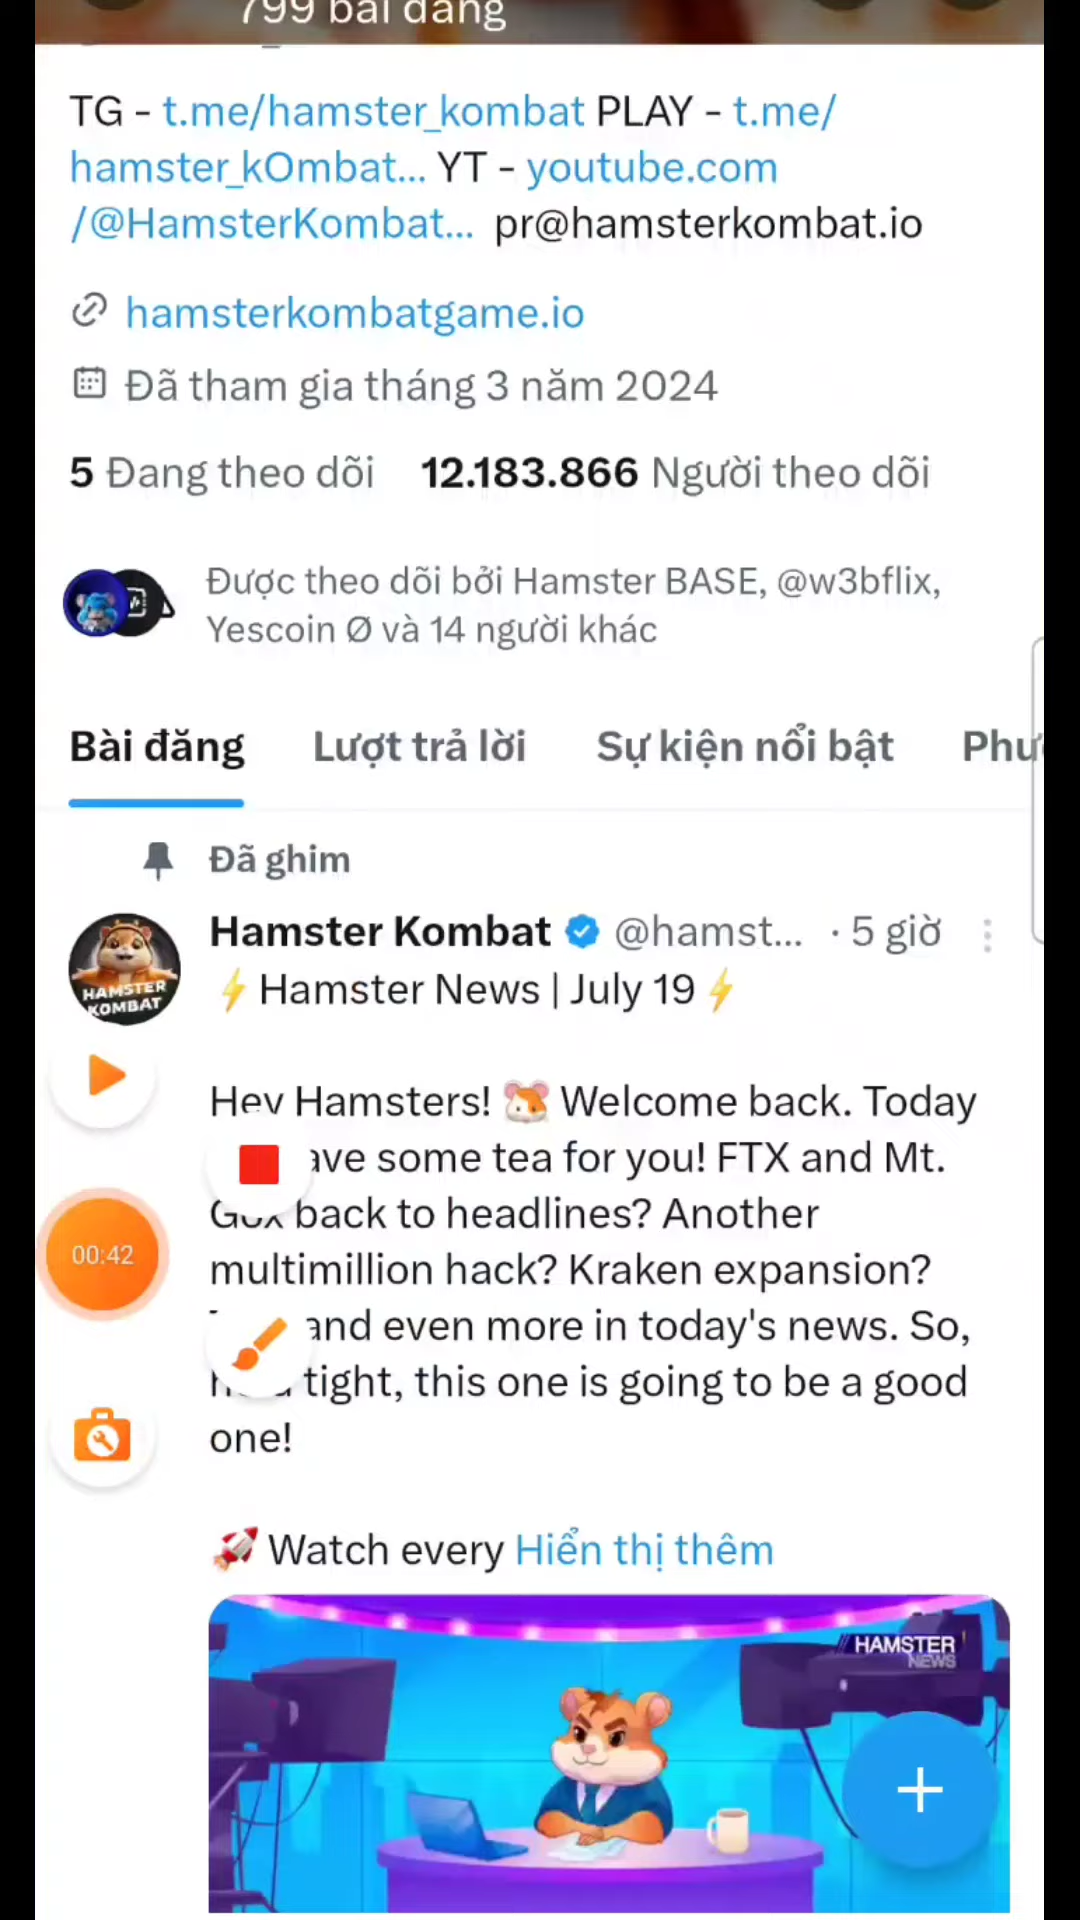 799 bài đăng
TG - t.me/hamster_kombat PLAY - t.me/
hamster_kOmbat... YT - youtube.com
/@HamsterKombat... pr@hamsterkombat.io
hamsterkombatgame.io
Đã tham gia tháng 3 năm 2024
5 Đang theo dõi 12.183.866 Người theo dõi
Được theo dõi bởi Hamster BASE, @w3bflix,
Yescoin Ø và 14 người khác
Bài đăng Lượt trả lời Sự kiện nổi bật Phư
Đã ghim
Hamster Kombat @hamst... · 5 giờ
⚡Hamster News | July 19⚡
Hey Hamsters! 🐹 Welcome back. Today
ave some tea for you! FTX and Mt.
Gox back to headlines? Another
multimillion hack? Kraken expansion?
and even more in today's news. So,
tight, this one is going to be a good
one!
🚀 Watch every Hiển thị thêm
HAMSTER
KOMBAT
00:42
HAMSTER
NEWS